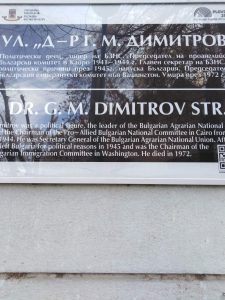 УЛ. „Д-Р Г. М. ДИМИТРОВ
Политически деец, лидер на БЗНС. Председател на проанглийския
български комитет в Кайро 1941-1944 г. Главен секретар на БЗНС.
политически причини през 1945 напуска България. Председател
българския емигрантски комитет във Вашингтон. Умира през 1972 г.
DR. G. M. DIMITROV STR
mitrov was a political figure, the leader of the Bulgarian Agrarian National
the Chairman of the Pro-Allied Bulgarian National Committee in Cairo from
1944. He was Secretary General of the Bulgarian Agrarian National Union. Aft
left Bulgaria for political reasons in 1945 and was the Chairman of the
garian Immigration Committee in Washington. He died in 1972.